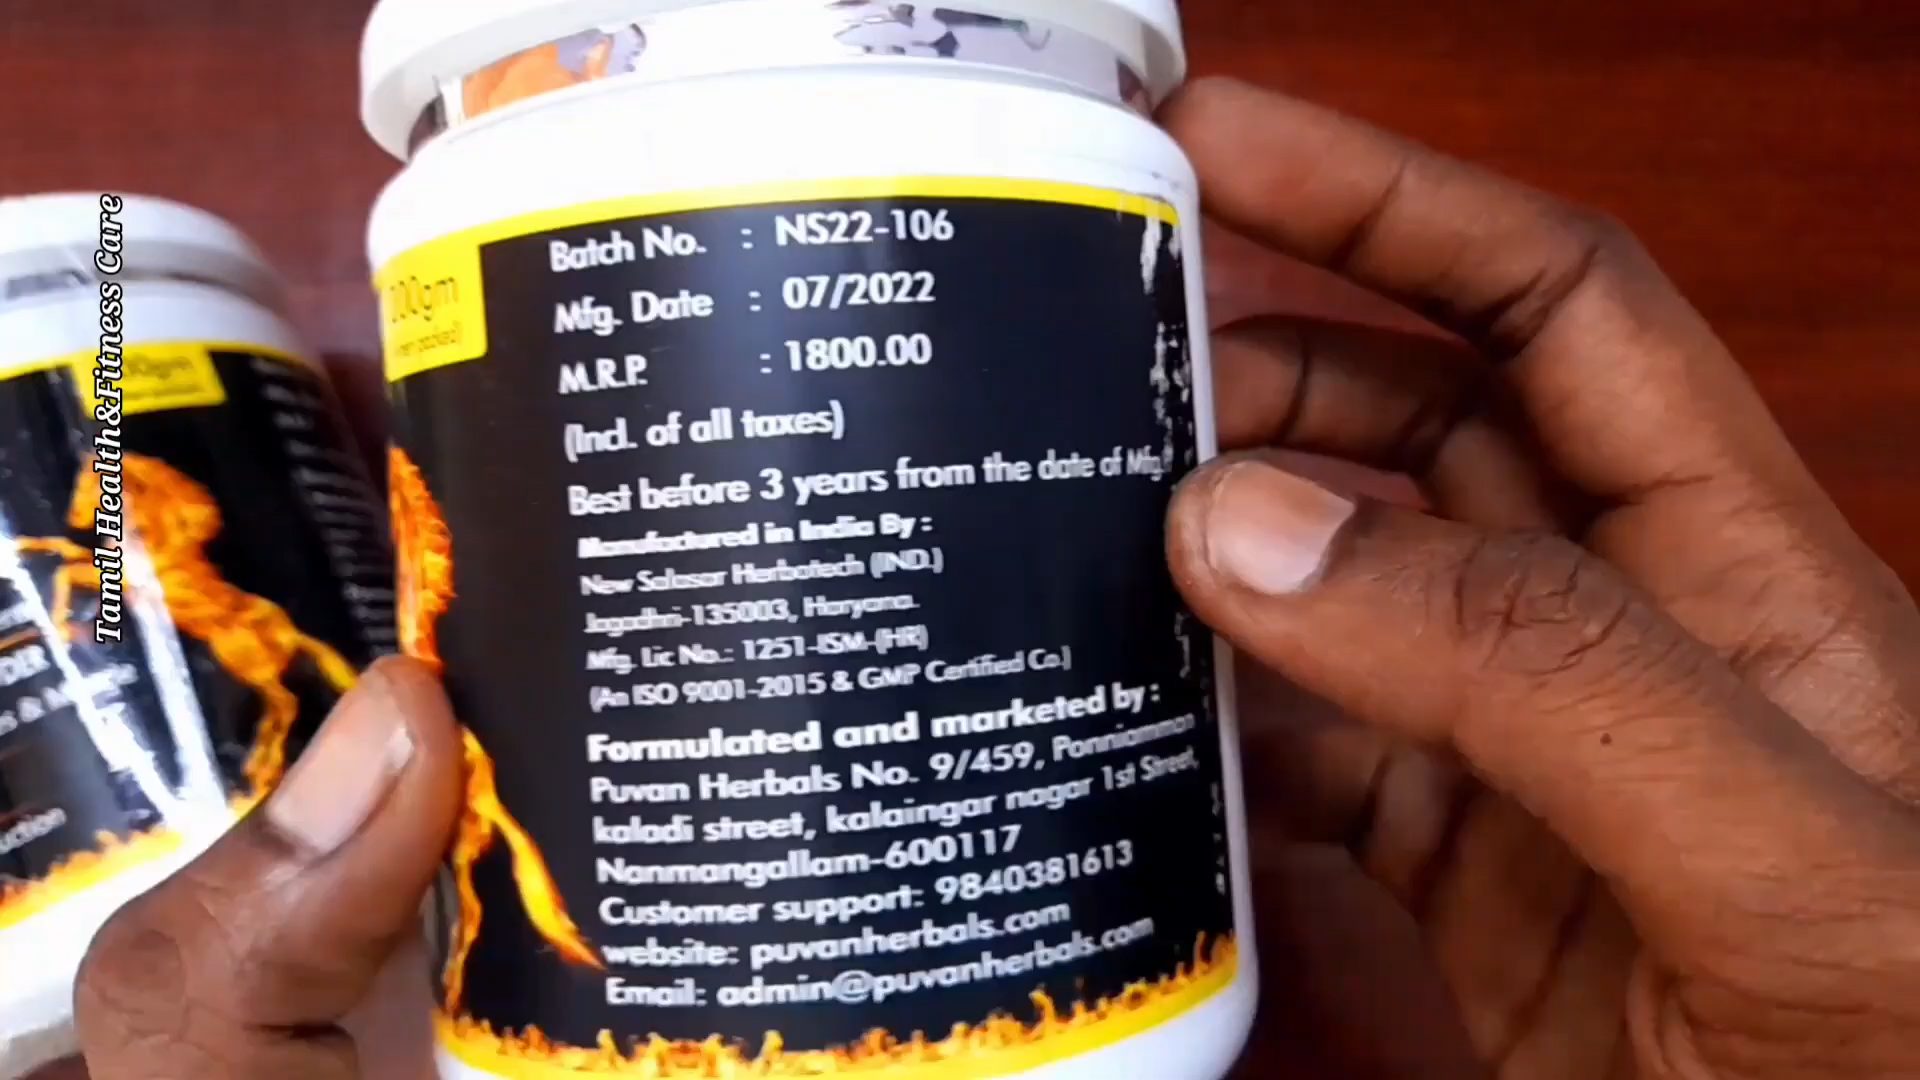 Tamil Health&Fitness Care
Batch No. : NS22-106
Mfg. Date : 07/2022
M.R.P. : 1800.00
(Incl. of all taxes)
Best before 3 years from the date of Mfg.
Manufactured in India By :
New Salasar Herbotech (IND.)
Jagadhri-135003, Haryana.
Mfg. Lic No.: 1251-ISM-(HR)
(An ISO 9001-2015 & GMP Certified Co.)
Formulated and marketed by :
Puvan Herbals No. 9/459, Ponniamman
kaladi street, kalaingar nagar 1st Street,
Nanmangallam-600117
Customer support: 9840381613
website: puvanherbals.com
Email: admin@puvanherbals.com